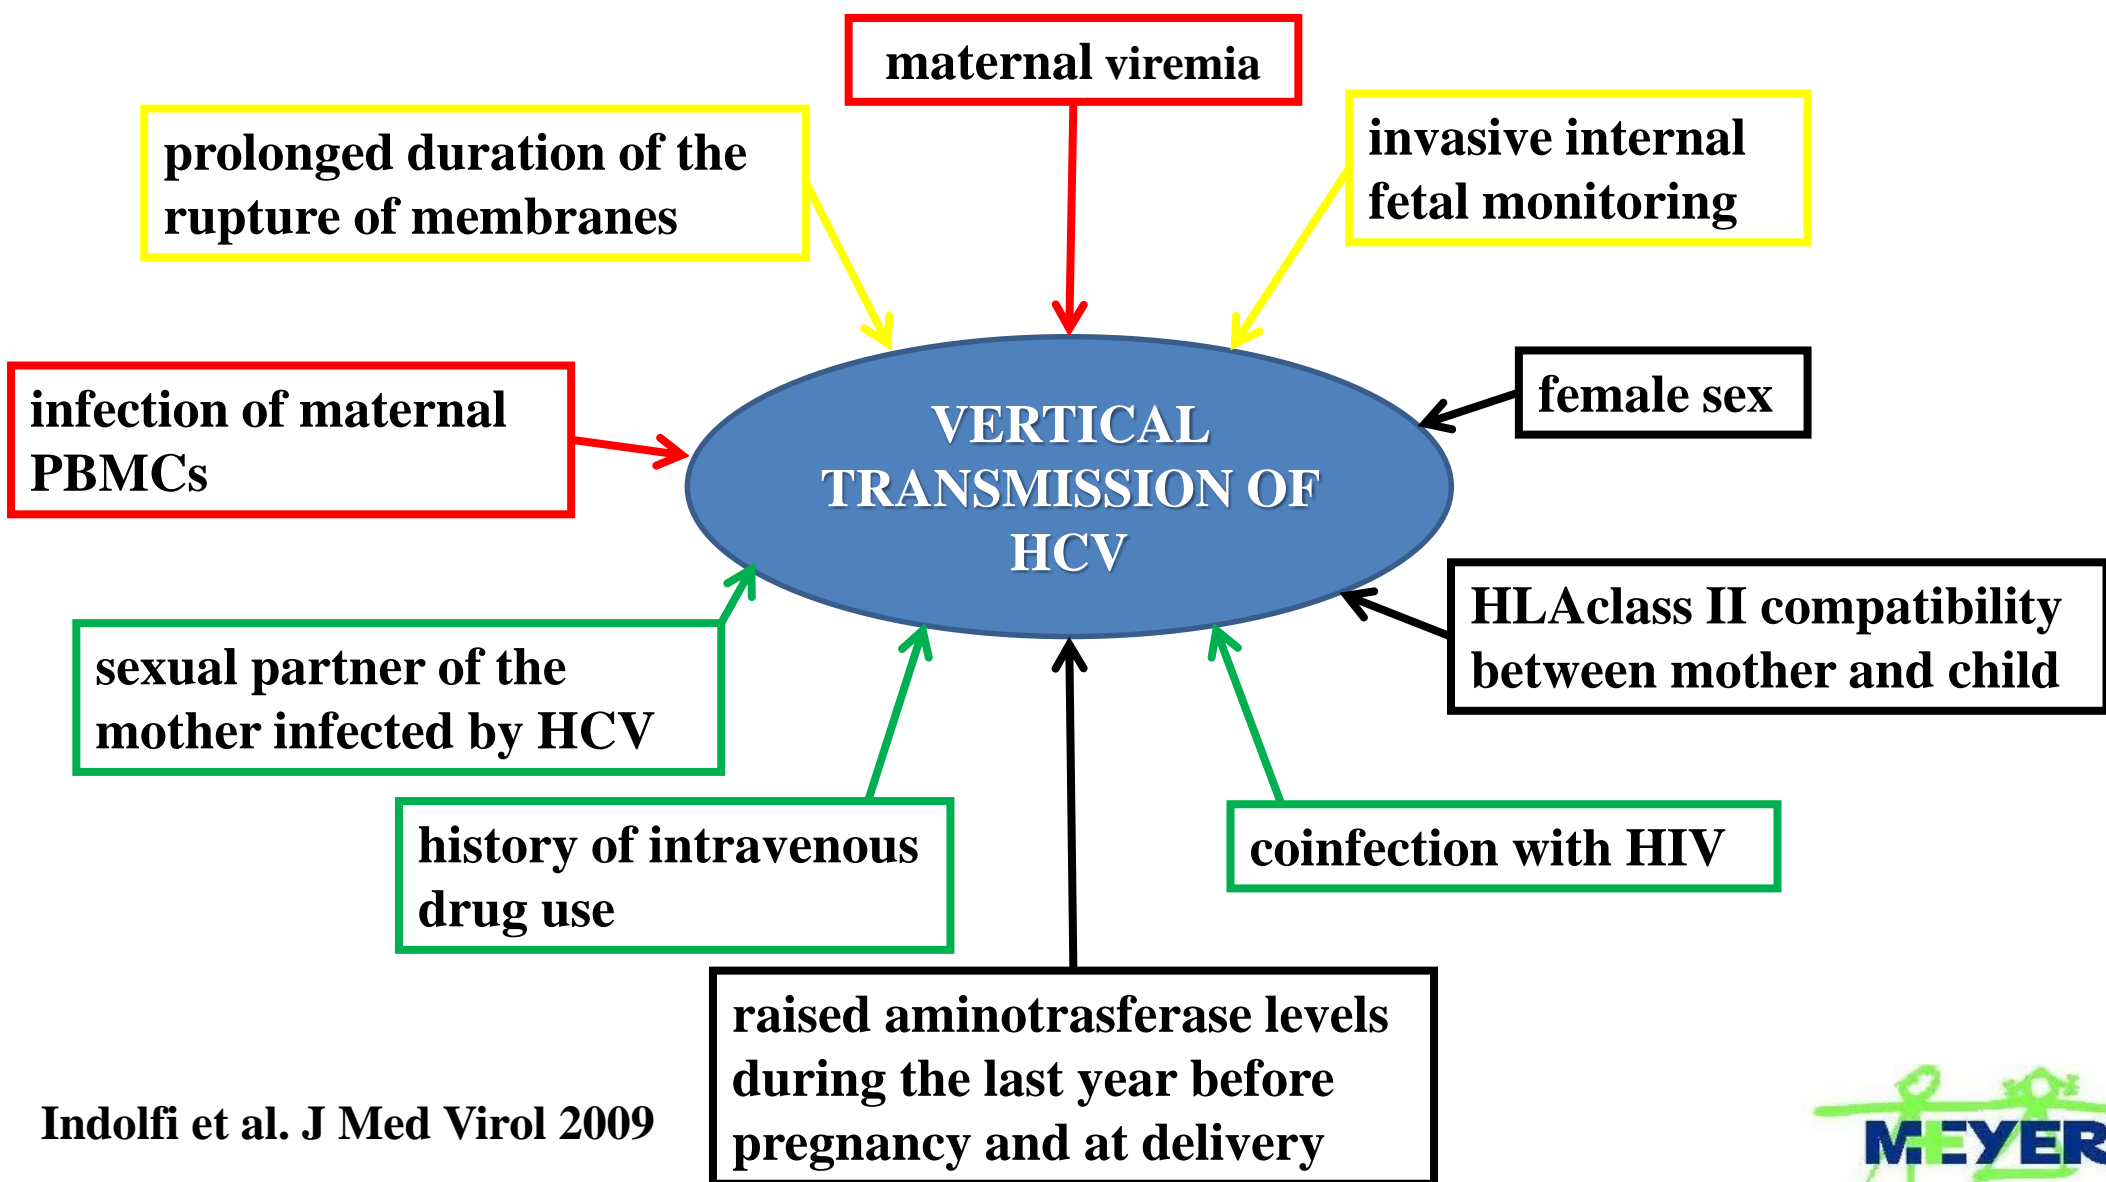 maternal viremia
prolonged duration of the
rupture of membranes
invasive internal
fetal monitoring
infection of maternal
PBMCs
VERTICAL
TRANSMISSION OF
HCV
female sex
sexual partner of the
mother infected by HCV
HLAclass II compatibility
between mother and child
history of intravenous
drug use
coinfection with HIV
raised aminotrasferase levels
during the last year before
pregnancy and at delivery
Indolfi et al. J Med Virol 2009
MEYER